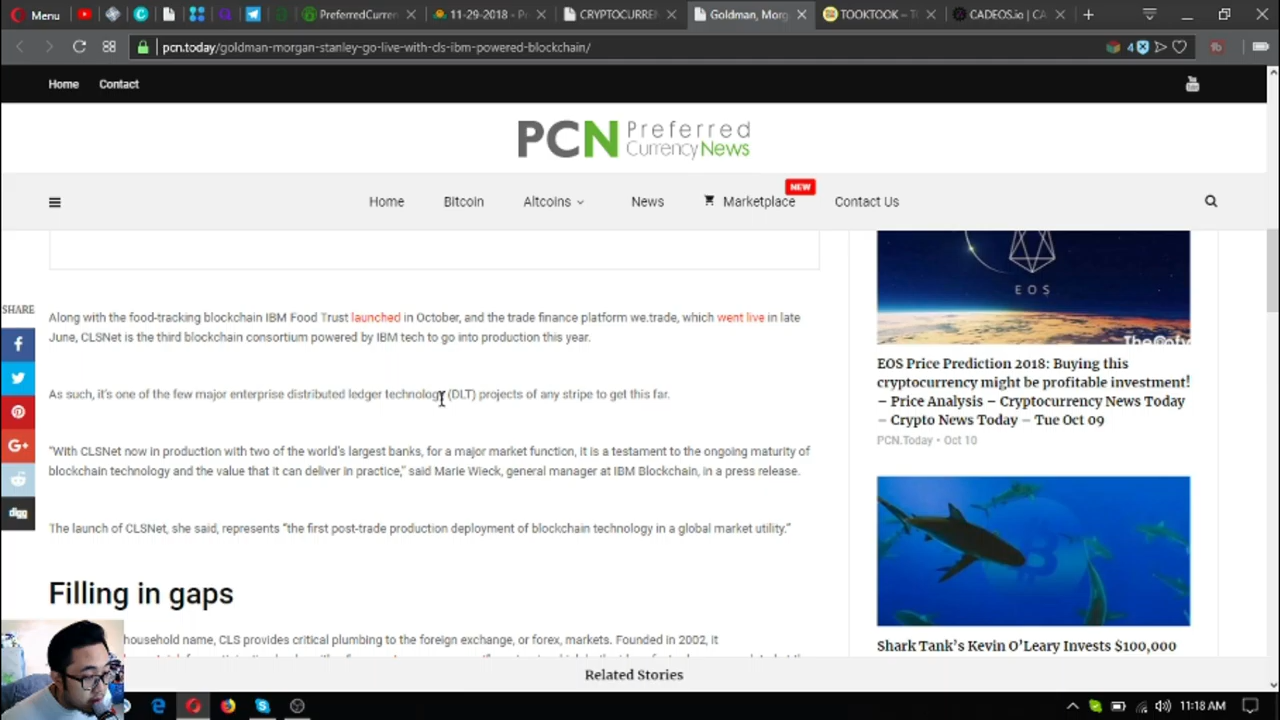 Menu
PreferredCurre
11-29-2018 - P
CRYPTOCURRE
Goldman, Morg
TOOKTOOK – T
CADEOS.io | CA
pcn.today/goldman-morgan-stanley-go-live-with-cls-ibm-powered-blockchain/
4
Home Contact
PCN Preferred
CurrencyNews
Home Bitcoin Altcoins News Marketplace NEW Contact Us
SHARE
Along with the food-tracking blockchain IBM Food Trust launched in October, and the trade finance platform we.trade, which went live in late
June, CLSNet is the third blockchain consortium powered by IBM tech to go into production this year.
As such, it's one of the few major enterprise distributed ledger technology (DLT) projects of any stripe to get this far.
“With CLSNet now in production with two of the world's largest banks, for a major market function, it is a testament to the ongoing maturity of
blockchain technology and the value that it can deliver in practice,” said Marie Wieck, general manager at IBM Blockchain, in a press release.
The launch of CLSNet, she said, represents “the first post-trade production deployment of blockchain technology in a global market utility.”
Filling in gaps
household name, CLS provides critical plumbing to the foreign exchange, or forex, markets. Founded in 2002, it
EOS
EOS Price Prediction 2018: Buying this
cryptocurrency might be profitable investment!
– Price Analysis – Cryptocurrency News Today
– Crypto News Today – Tue Oct 09
PCN.Today • Oct 10
Shark Tank's Kevin O'Leary Invests $100,000
Related Stories
digg
11:18 AM